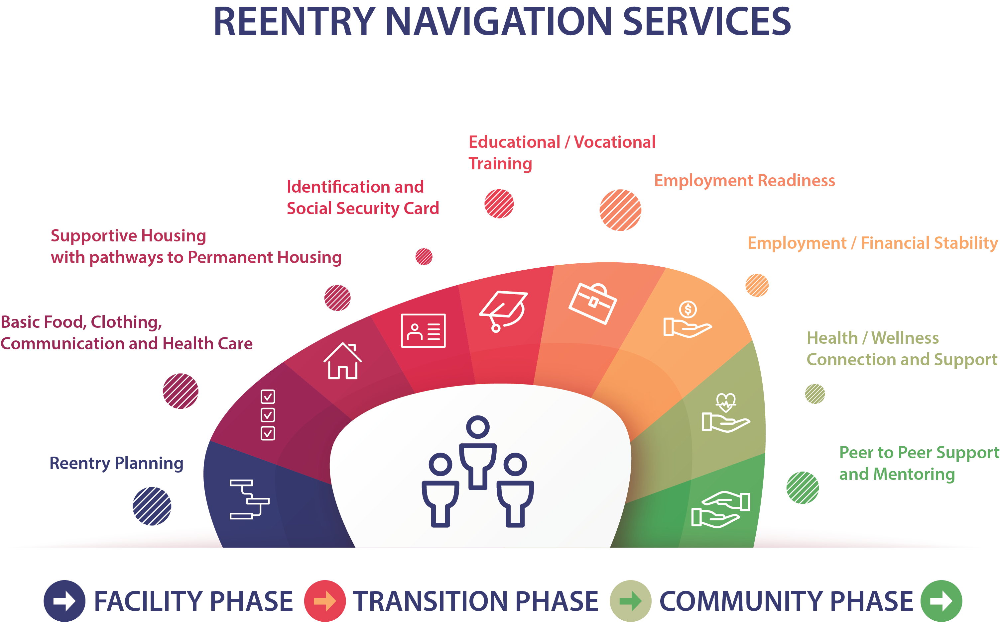 REENTRY NAVIGATION SERVICES
Educational / Vocational
Training
Employment Readiness
Identification and
Social Security Card
Supportive Housing
with pathways to Permanent Housing
Employment / Financial Stability
Basic Food, Clothing,
Communication and Health Care
Health / Wellness
Connection and Support
Reentry Planning
Peer to Peer Support
and Mentoring
$
FACILITY PHASE TRANSITION PHASE COMMUNITY PHASE